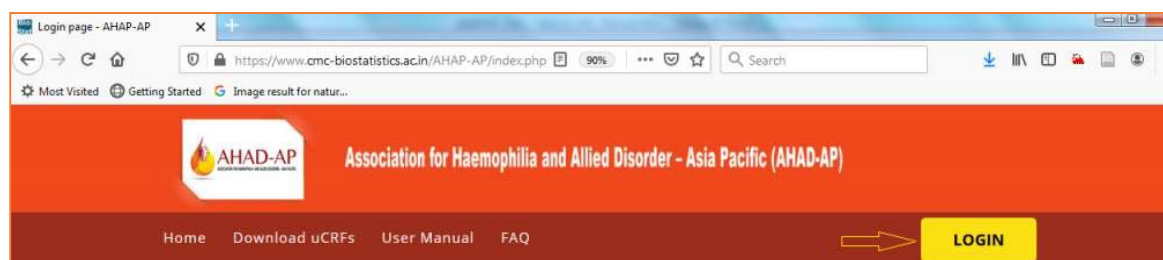 Login page - AHAP-AP
https://www.cmc-biostatistics.ac.in/AHAP-AP/index.php 90% Search
Most Visited Getting Started Image result for natur...
AHAD-AP
Association for Haemophilia and Allied Disorder - Asia Pacific (AHAD-AP)
Home Download uCRFs User Manual FAQ LOGIN